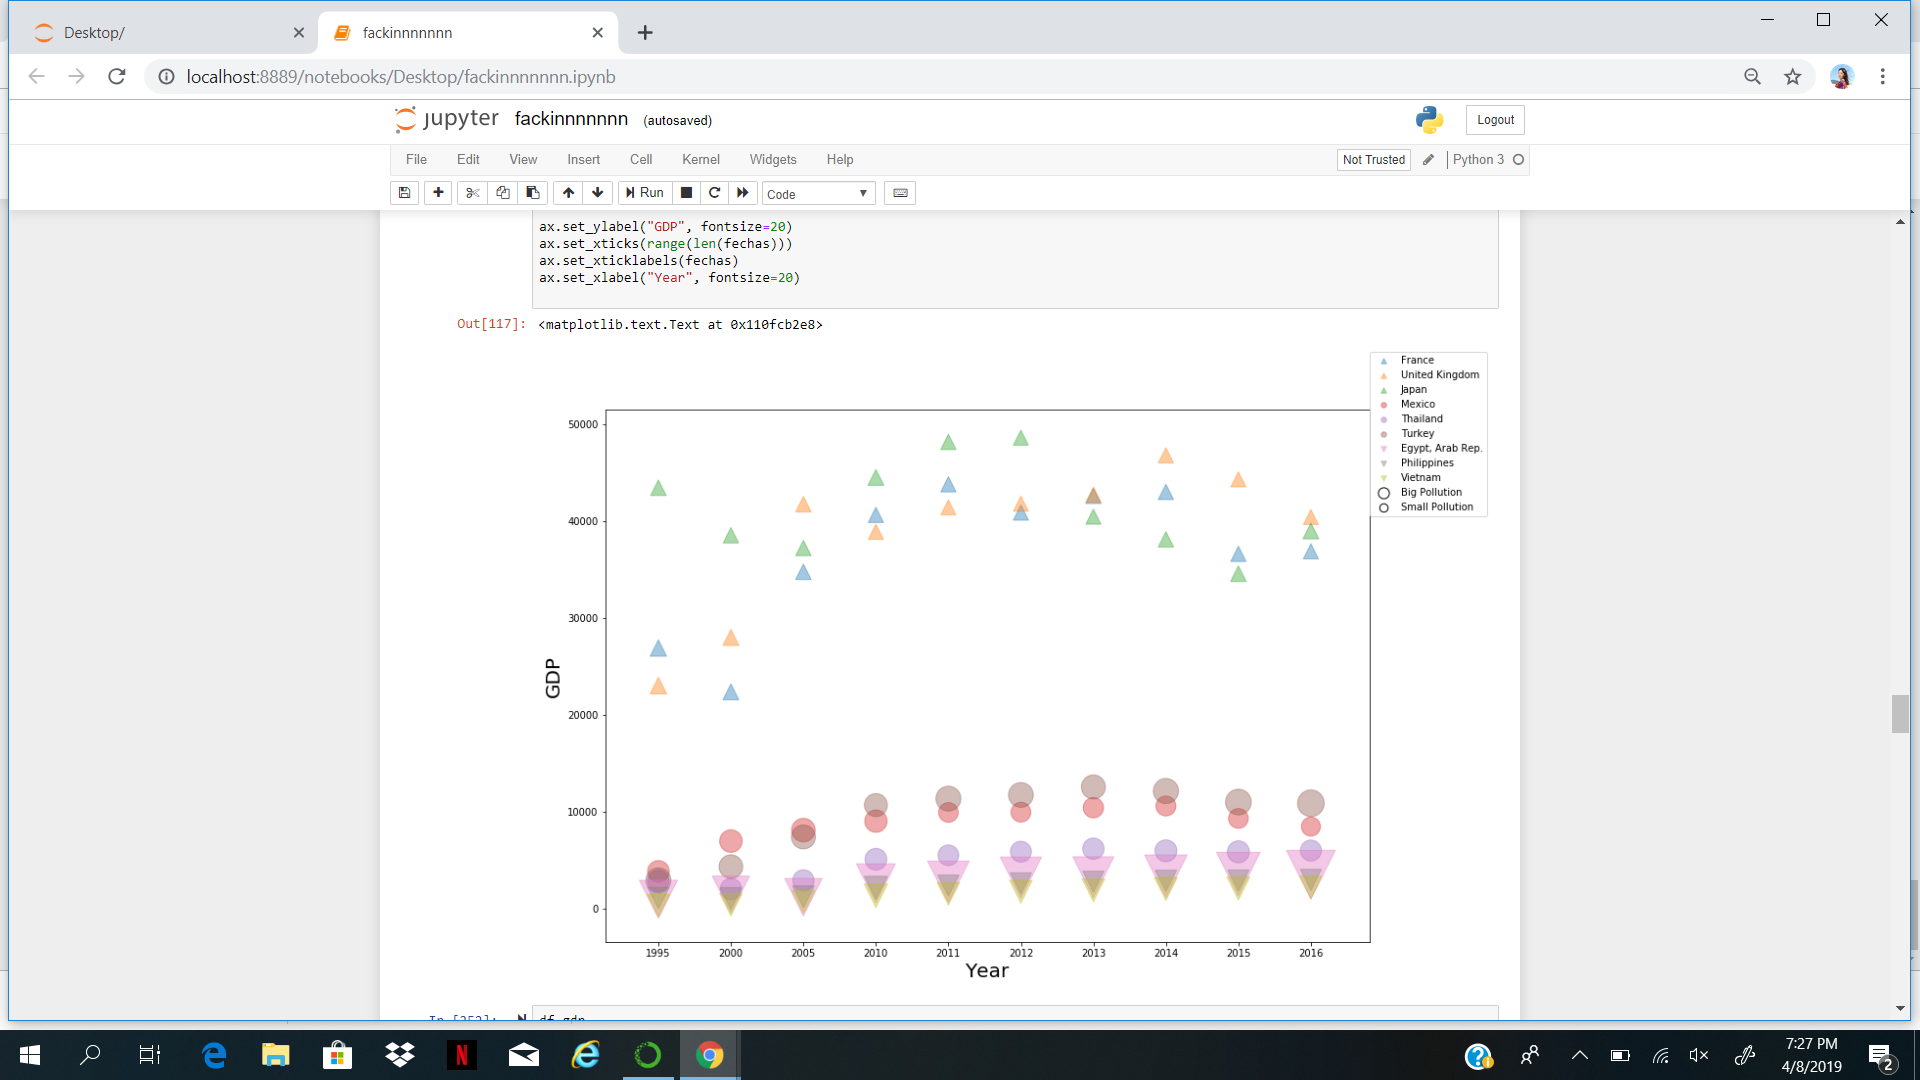 Desktop/
fackinnnnnnn
localhost:8889/notebooks/Desktop/fackinnnnnnn.ipynb
jupyter fackinnnnnnn (autosaved)
Logout
File Edit View Insert Cell Kernel Widgets Help
Not Trusted
Python 3
Run
Code
ax.set_ylabel("GDP", fontsize=20)
ax.set_xticks(range(len(fechas)))
ax.set_xticklabels(fechas)
ax.set_xlabel("Year", fontsize=20)
Out[117]: <matplotlib.text.Text at 0x110fcb2e8>
France
United Kingdom
Japan
Mexico
Thailand
Turkey
Egypt, Arab Rep.
Philippines
Vietnam
Big Pollution
Small Pollution
50000
40000
30000
20000
10000
0
GDP
1995 2000 2005 2010 2011 2012 2013 2014 2015 2016
Year
7:27 PM
4/8/2019
2